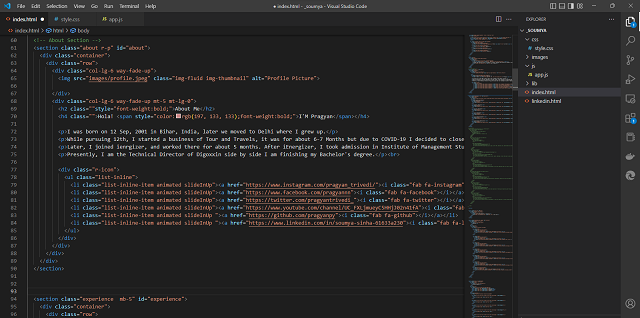 File Edit Selection View Go Run Terminal Help
● index.html - _soumya - Visual Studio Code
index.html ●
style.css
app.js
index.html > html > body
60 <!-- About Section -->
61 <section class="about r-p" id="about">
62 <div class="container">
63 <div class="row">
64 <div class="col-lg-6 way-fade-up">
65 <img src="images/profile.jpeg" class="img-fluid img-thumbnail" alt="Profile Picture">
66
67 </div>
68 <div class="col-lg-6 way-fade-up mt-5 mt-lg-0">
69 <h2 class=""style="font-weight:bold;">About Me</h2>
70 <h4 class="">Hola! <span style="color: rgb(197, 133, 133);font-weight:bold;">I'M Pragyan</span></h4>
71
72 <p>I was born on 12 Sep, 2001 in Bihar, India, later we moved to Delhi where I grew up.</p>
73 <p>While pursuing 12th, I started a business of Tour and Travels, it was for about 6-7 Months but due to COVID-19 I decided to close
74 <p>Later, I joined ienrgizer, and worked there for about 5 months. After iEnergizer, I took admission in Institute of Management Stud
75 <p>Presently, I am the Technical Director of Digoxcin side by side I am finishing my Bachelor's degree.</p><br>
76
77 <div class="r-icon">
78 <ul class="list-inline">
79 <li class="list-inline-item animated slideInUp"><a href="https://www.instagram.com/pragyan_trivedi/"><i class="fab fa-instagram"
80 <li class="list-inline-item animated slideInUp"><a href="https://www.facebook.com/pragyannn"><i class="fab fa-facebook"></i></a>
81 <li class="list-inline-item animated slideInUp"><a href="https://twitter.com/pragyantrivedi"><i class="fab fa-twitter"></i></a>
82 <li class="list-inline-item animated slideInUp"><a href="https://www.youtube.com/channel/
83 <li class="list-inline-item animated slideInUp"><a href="https://github.com/pragyanpy"><i class="fab fa-github"></i></a></li>
84 <li class="list-inline-item animated slideInUp"><a href="https://www.linkedin.com/in/soumya-sinha-
85 </ul>
86 </div>
87 </div>
88 </div>
89 </div>
90 </section>
91
92
93
94 <section class="experience mb-5" id="experience">
95 <div class="container">
96 <div class="row">
EXPLORER
_SOUMYA
css
style.css
images
js
app.js
lib
index.html
linkedin.html